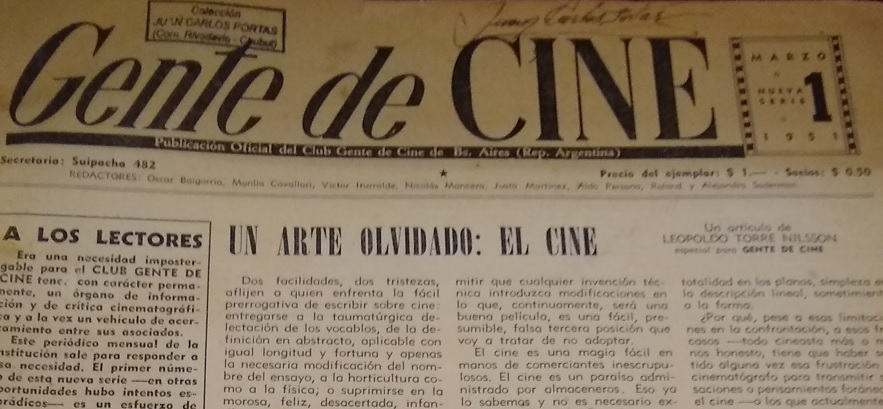 Colección
JUAN CARLOS PORTAS
(Com. Rivadavia - Chubut)
Juan Carlos Portas
Gente de CINE
MARZO
NUEVA
SERIE
1
1951
Publicación Oficial del Club Gente de Cine de Bs. Aires (Rep. Argentina)
Secretaría: Suipacha 482
Precio del ejemplar: $ 1.— - Socios: $ 0.50
REDACTORES: Oscar Victor Iturralde, Nicolás Mancera, Justo Martínez, Aldo Persano, Roland y Alejandro
A LOS LECTORES
Era una necesidad imposter-
gable para el CLUB GENTE DE
CINE tener, con carácter perma-
nente, un órgano de informa-
ción y de crítica cinematográfi-
ca y a la vez un vehículo de acer-
camiento entre sus asociados.
Este periódico mensual de la
institución sale para responder a
esa necesidad. El primer núme-
o de esta nueva serie —en otras
portunidades hubo intentos es-
porádicos— es un esfuerzo de
UN ARTE OLVIDADO: EL CINE
Un artículo de
LEOPOLDO TORRE NILSSON
especial para GENTE DE CINE
Dos facilidades, dos tristezas,
aflijen a quien enfrenta la fácil
prerrogativa de escribir sobre cine:
entregarse a la taumatúrgica de-
lectación de los vocablos, de la de-
finición en abstracto, aplicable con
igual longitud y fortuna y apenas
la necesaria modificación del nom-
bre del ensayo, a la horticultura co-
mo a la física; o suprimirse en la
morosa, feliz, desacertada, infan-
mitir que cualquier invención téc-
nica introduzca modificaciones en
lo que, continuamente, será una
buena película, es una fácil, pre-
sumible, falsa tercera posición que
voy a tratar de no adoptar.
El cine es una magia fácil en
manos de comerciantes inescrupu-
losos. El cine es un paraíso admi-
nistrado por almaceneros. Eso ya
lo sabemos y no es necesario ex-
totalidad en los planos, simpleza e
la descripción lineal, sometimient
a la forma.
¿Por qué, pese a esas limitacio
nes en la confrontación, a esos fr
casos —todo cineasta más o m
nos honesto, tiene que haber se
tido alguna vez esa frustración
cinematógrafo para transmitir
saciones o pensamientos foráneos
el cine —a los que actualmente